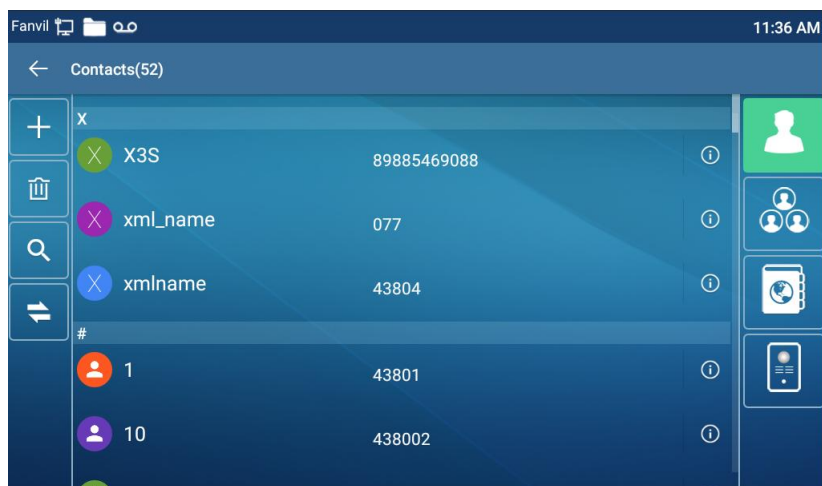 Fanvil 11:36 AM
Contacts(52)
X
X X3S 89885469088
X xml_name 077
X xmlname 43804
#
1 43801
10 438002